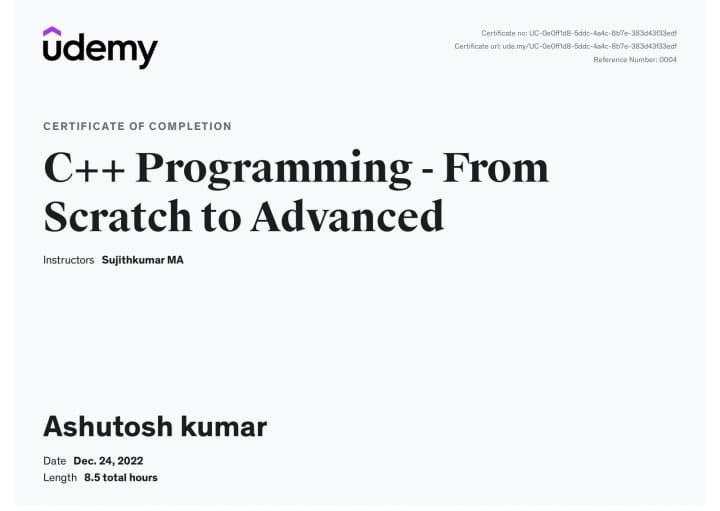 udemy
Certificate no: UC-0e0ff1d8-5ddc-4a4c-8b7e-383d43f33edf
Certificate url: ude.my/UC-0e0ff1d8-5ddc-4a4c-8b7e-383d43f33edf
Reference Number: 0004
CERTIFICATE OF COMPLETION
C++ Programming - From
Scratch to Advanced
Instructors Sujithkumar MA
Ashutosh kumar
Date Dec. 24, 2022
Length 8.5 total hours